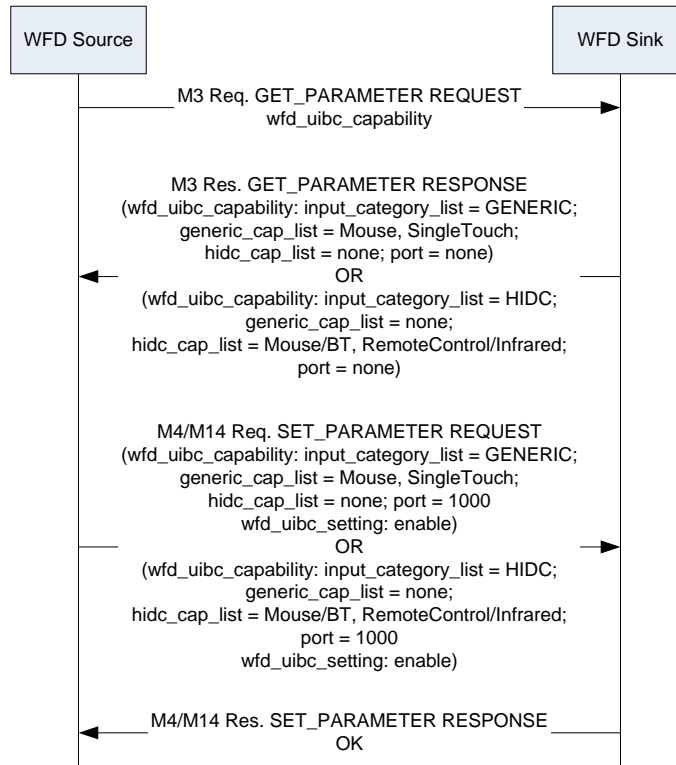 WFD Source
WFD Sink
M3 Req. GET_PARAMETER REQUEST
wfd_uibc_capability
M3 Res. GET_PARAMETER RESPONSE
(wfd_uibc_capability: input_category_list = GENERIC;
generic_cap_list = Mouse, SingleTouch;
hidc_cap_list = none; port = none)
OR
(wfd_uibc_capability: input_category_list = HIDC;
generic_cap_list = none;
hidc_cap_list = Mouse/BT, RemoteControl/Infrared;
port = none)
M4/M14 Req. SET_PARAMETER REQUEST
(wfd_uibc_capability: input_category_list = GENERIC;
generic_cap_list = Mouse, SingleTouch;
hidc_cap_list = none; port = 1000
wfd_uibc_setting: enable)
OR
(wfd_uibc_capability: input_category_list = HIDC;
generic_cap_list = none;
hidc_cap_list = Mouse/BT, RemoteControl/Infrared;
port = 1000
wfd_uibc_setting: enable)
M4/M14 Res. SET_PARAMETER RESPONSE
OK